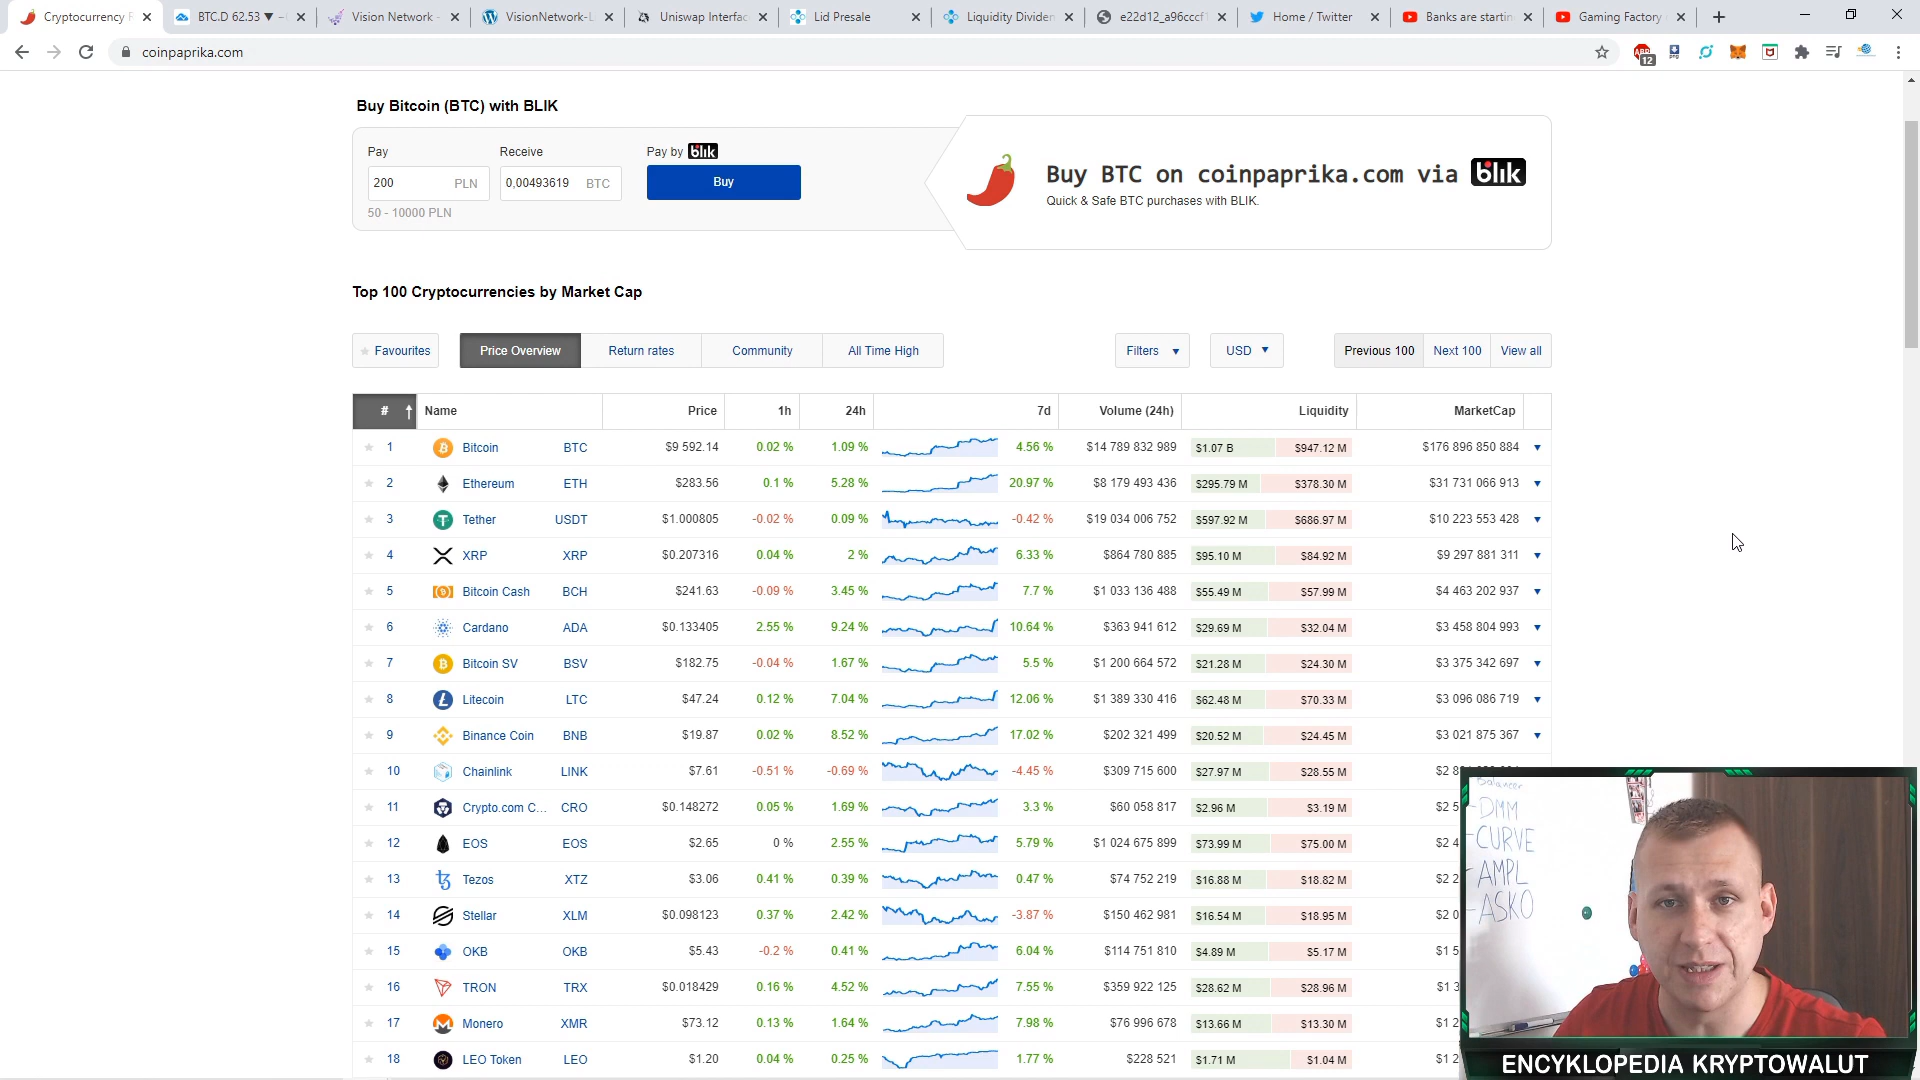 Cryptocurrency
BTC.D 62.53 ▼
Vision Network -
VisionNetwork-L
Uniswap Interfac
Lid Presale
Liquidity Dividen
e22d12_a96cccf1
Home / Twitter
Banks are startin
Gaming Factory
coinpaprika.com
12
Buy Bitcoin (BTC) with BLIK
Pay
Receive
Pay by blik
200 PLN
0,00493619 BTC
Buy
50 - 10000 PLN
Buy BTC on coinpaprika.com via blik
Quick & Safe BTC purchases with BLIK.
Top 100 Cryptocurrencies by Market Cap
Favourites
Price Overview
Return rates
Community
All Time High
Filters
USD
Previous 100
Next 100
View all
# Name Price 1h 24h 7d Volume (24h) Liquidity MarketCap
1 Bitcoin BTC $9 592.14 0.02 % 1.09 % 4.56 % $14 789 832 989 $1.07 B $947.12 M $176 896 850 884
2 Ethereum ETH $283.56 0.1 % 5.28 % 20.97 % $8 179 493 436 $295.79 M $378.30 M $31 731 066 913
3 Tether USDT $1.000805 -0.02 % 0.09 % -0.42 % $19 034 006 752 $597.92 M $686.97 M $10 223 553 428
4 XRP XRP $0.207316 0.04 % 2 % 6.33 % $864 780 885 $95.10 M $84.92 M $9 297 881 311
5 Bitcoin Cash BCH $241.63 -0.09 % 3.45 % 7.7 % $1 033 136 488 $55.49 M $57.99 M $4 463 202 937
6 Cardano ADA $0.133405 2.55 % 9.24 % 10.64 % $363 941 612 $29.69 M $32.04 M $3 458 804 993
7 Bitcoin SV BSV $182.75 -0.04 % 1.67 % 5.5 % $1 200 664 572 $21.28 M $24.30 M $3 375 342 697
8 Litecoin LTC $47.24 0.12 % 7.04 % 12.06 % $1 389 330 416 $62.48 M $70.33 M $3 096 086 719
9 Binance Coin BNB $19.87 0.02 % 8.52 % 17.02 % $202 321 499 $20.52 M $24.45 M $3 021 875 367
10 Chainlink LINK $7.61 -0.51 % -0.69 % -4.45 % $309 715 600 $27.97 M $28.55 M
11 Crypto.com C... CRO $0.148272 0.05 % 1.69 % 3.3 % $60 058 817 $2.96 M $3.19 M $2 5
12 EOS EOS $2.65 0 % 2.55 % 5.79 % $1 024 675 899 $73.99 M $75.00 M $2 4
13 Tezos XTZ $3.06 0.41 % 0.39 % 0.47 % $74 752 219 $16.88 M $18.82 M $2 2
14 Stellar XLM $0.098123 0.37 % 2.42 % -3.87 % $150 462 981 $16.54 M $18.95 M $2 0
15 OKB OKB $5.43 -0.2 % 0.41 % 6.04 % $114 751 810 $4.89 M $5.17 M $1 5
16 TRON TRX $0.018429 0.16 % 4.52 % 7.55 % $359 922 125 $28.62 M $28.96 M $1 3
17 Monero XMR $73.12 0.13 % 1.64 % 7.98 % $76 996 678 $13.66 M $13.30 M $1 2
18 LEO Token LEO $1.20 0.04 % 0.25 % 1.77 % $228 521 $1.71 M $1.04 M $1 2
Balancer
- DMM
- CURVE
- AMPL
- ASKO
ENCYKLOPEDIA KRYPTOWALUT